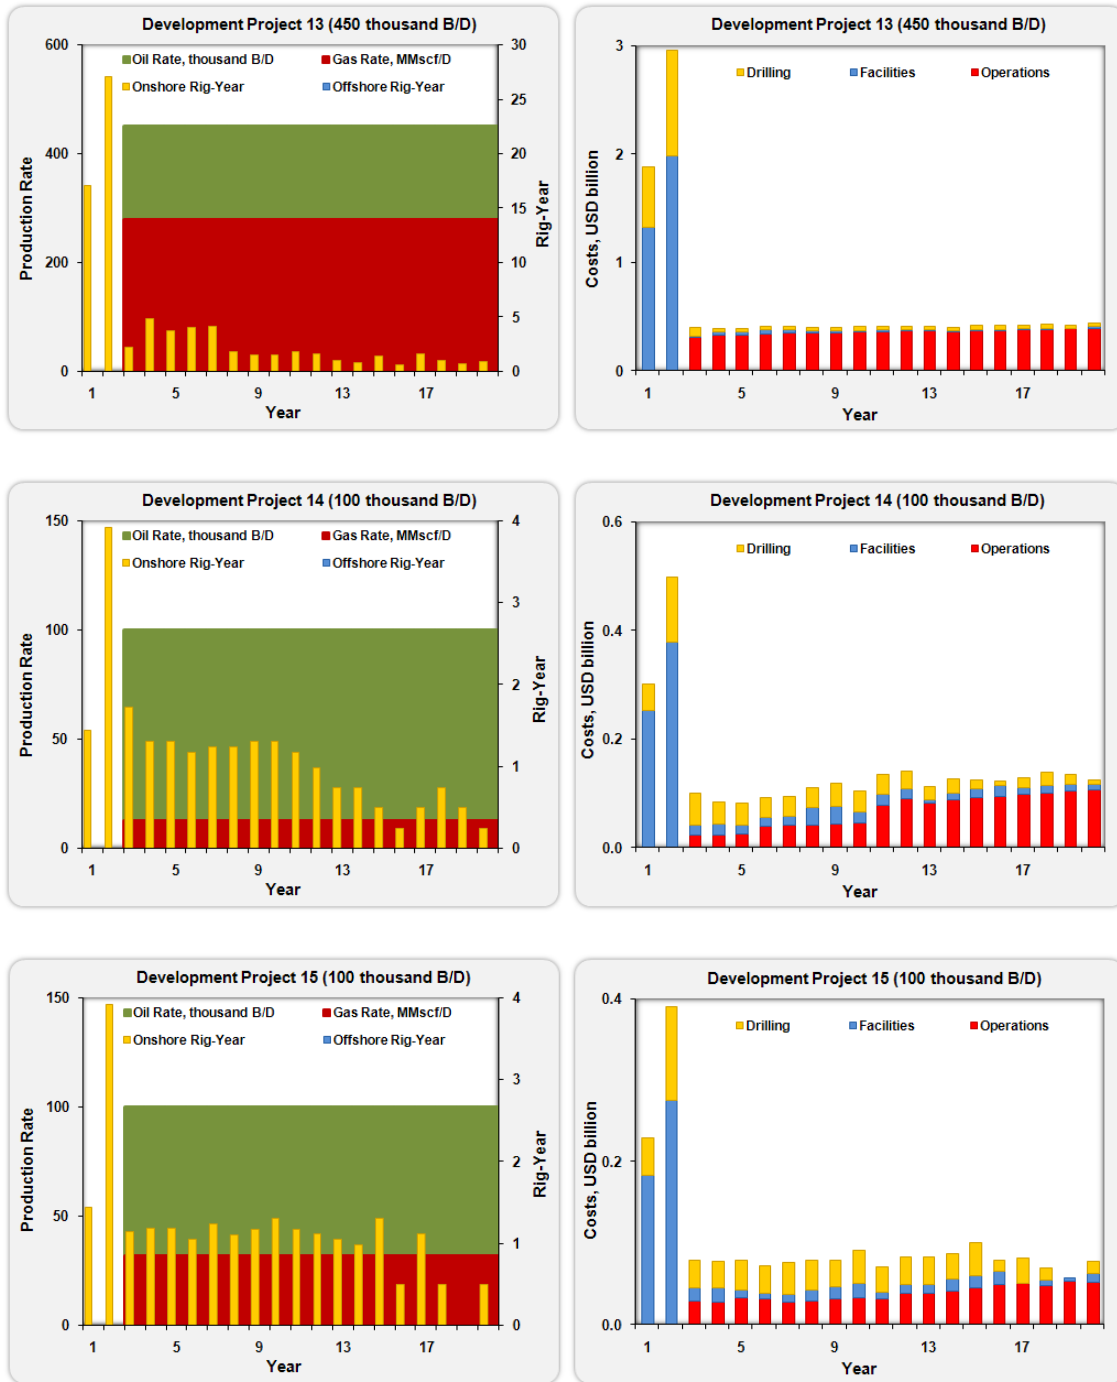 Development Project 13 (450 thousand B/D)
600
400
200
0
Production Rate
Oil Rate, thousand B/D
Gas Rate, MMscf/D
Onshore Rig-Year
Offshore Rig-Year
30
25
20
15
10
5
0
Rig-Year
1 5 9 13 17
Year
Development Project 13 (450 thousand B/D)
3
2
1
0
Costs, USD billion
Drilling
Facilities
Operations
1 5 9 13 17
Year
Development Project 14 (100 thousand B/D)
150
100
50
0
Production Rate
Oil Rate, thousand B/D
Gas Rate, MMscf/D
Onshore Rig-Year
Offshore Rig-Year
4
3
2
1
0
Rig-Year
1 5 9 13 17
Year
Development Project 14 (100 thousand B/D)
0.6
0.4
0.2
0.0
Costs, USD billion
Drilling
Facilities
Operations
1 5 9 13 17
Year
Development Project 15 (100 thousand B/D)
150
100
50
0
Production Rate
Oil Rate, thousand B/D
Gas Rate, MMscf/D
Onshore Rig-Year
Offshore Rig-Year
4
3
2
1
0
Rig-Year
1 5 9 13 17
Year
Development Project 15 (100 thousand B/D)
0.4
0.2
0.0
Costs, USD billion
Drilling
Facilities
Operations
1 5 9 13 17
Year